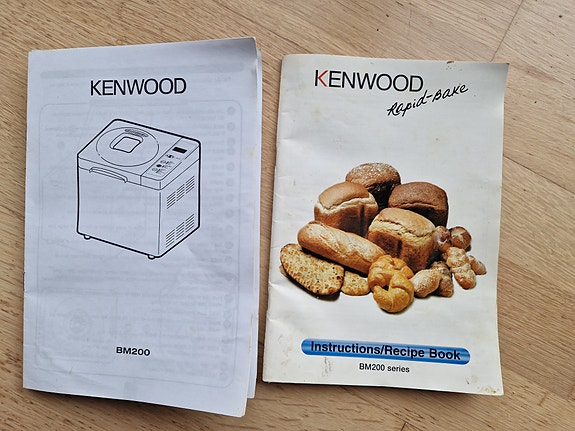 KENWOOD
BM200
KENWOOD
Rapid-Bake
Instructions/Recipe Book
BM200 series